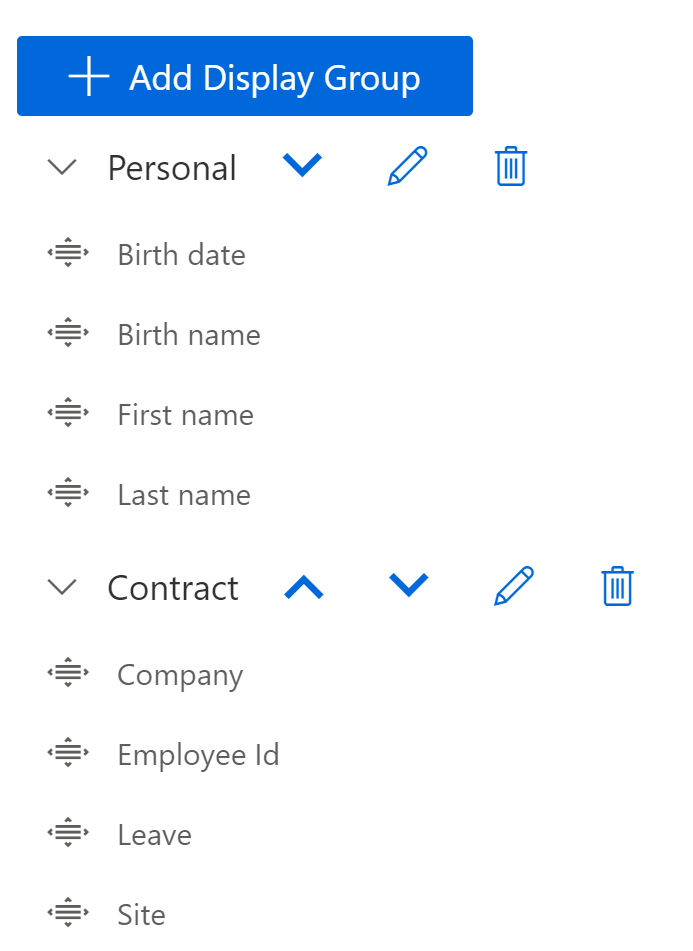 Add Display Group
Personal
Birth date
Birth name
First name
Last name
Contract
Company
Employee Id
Leave
Site